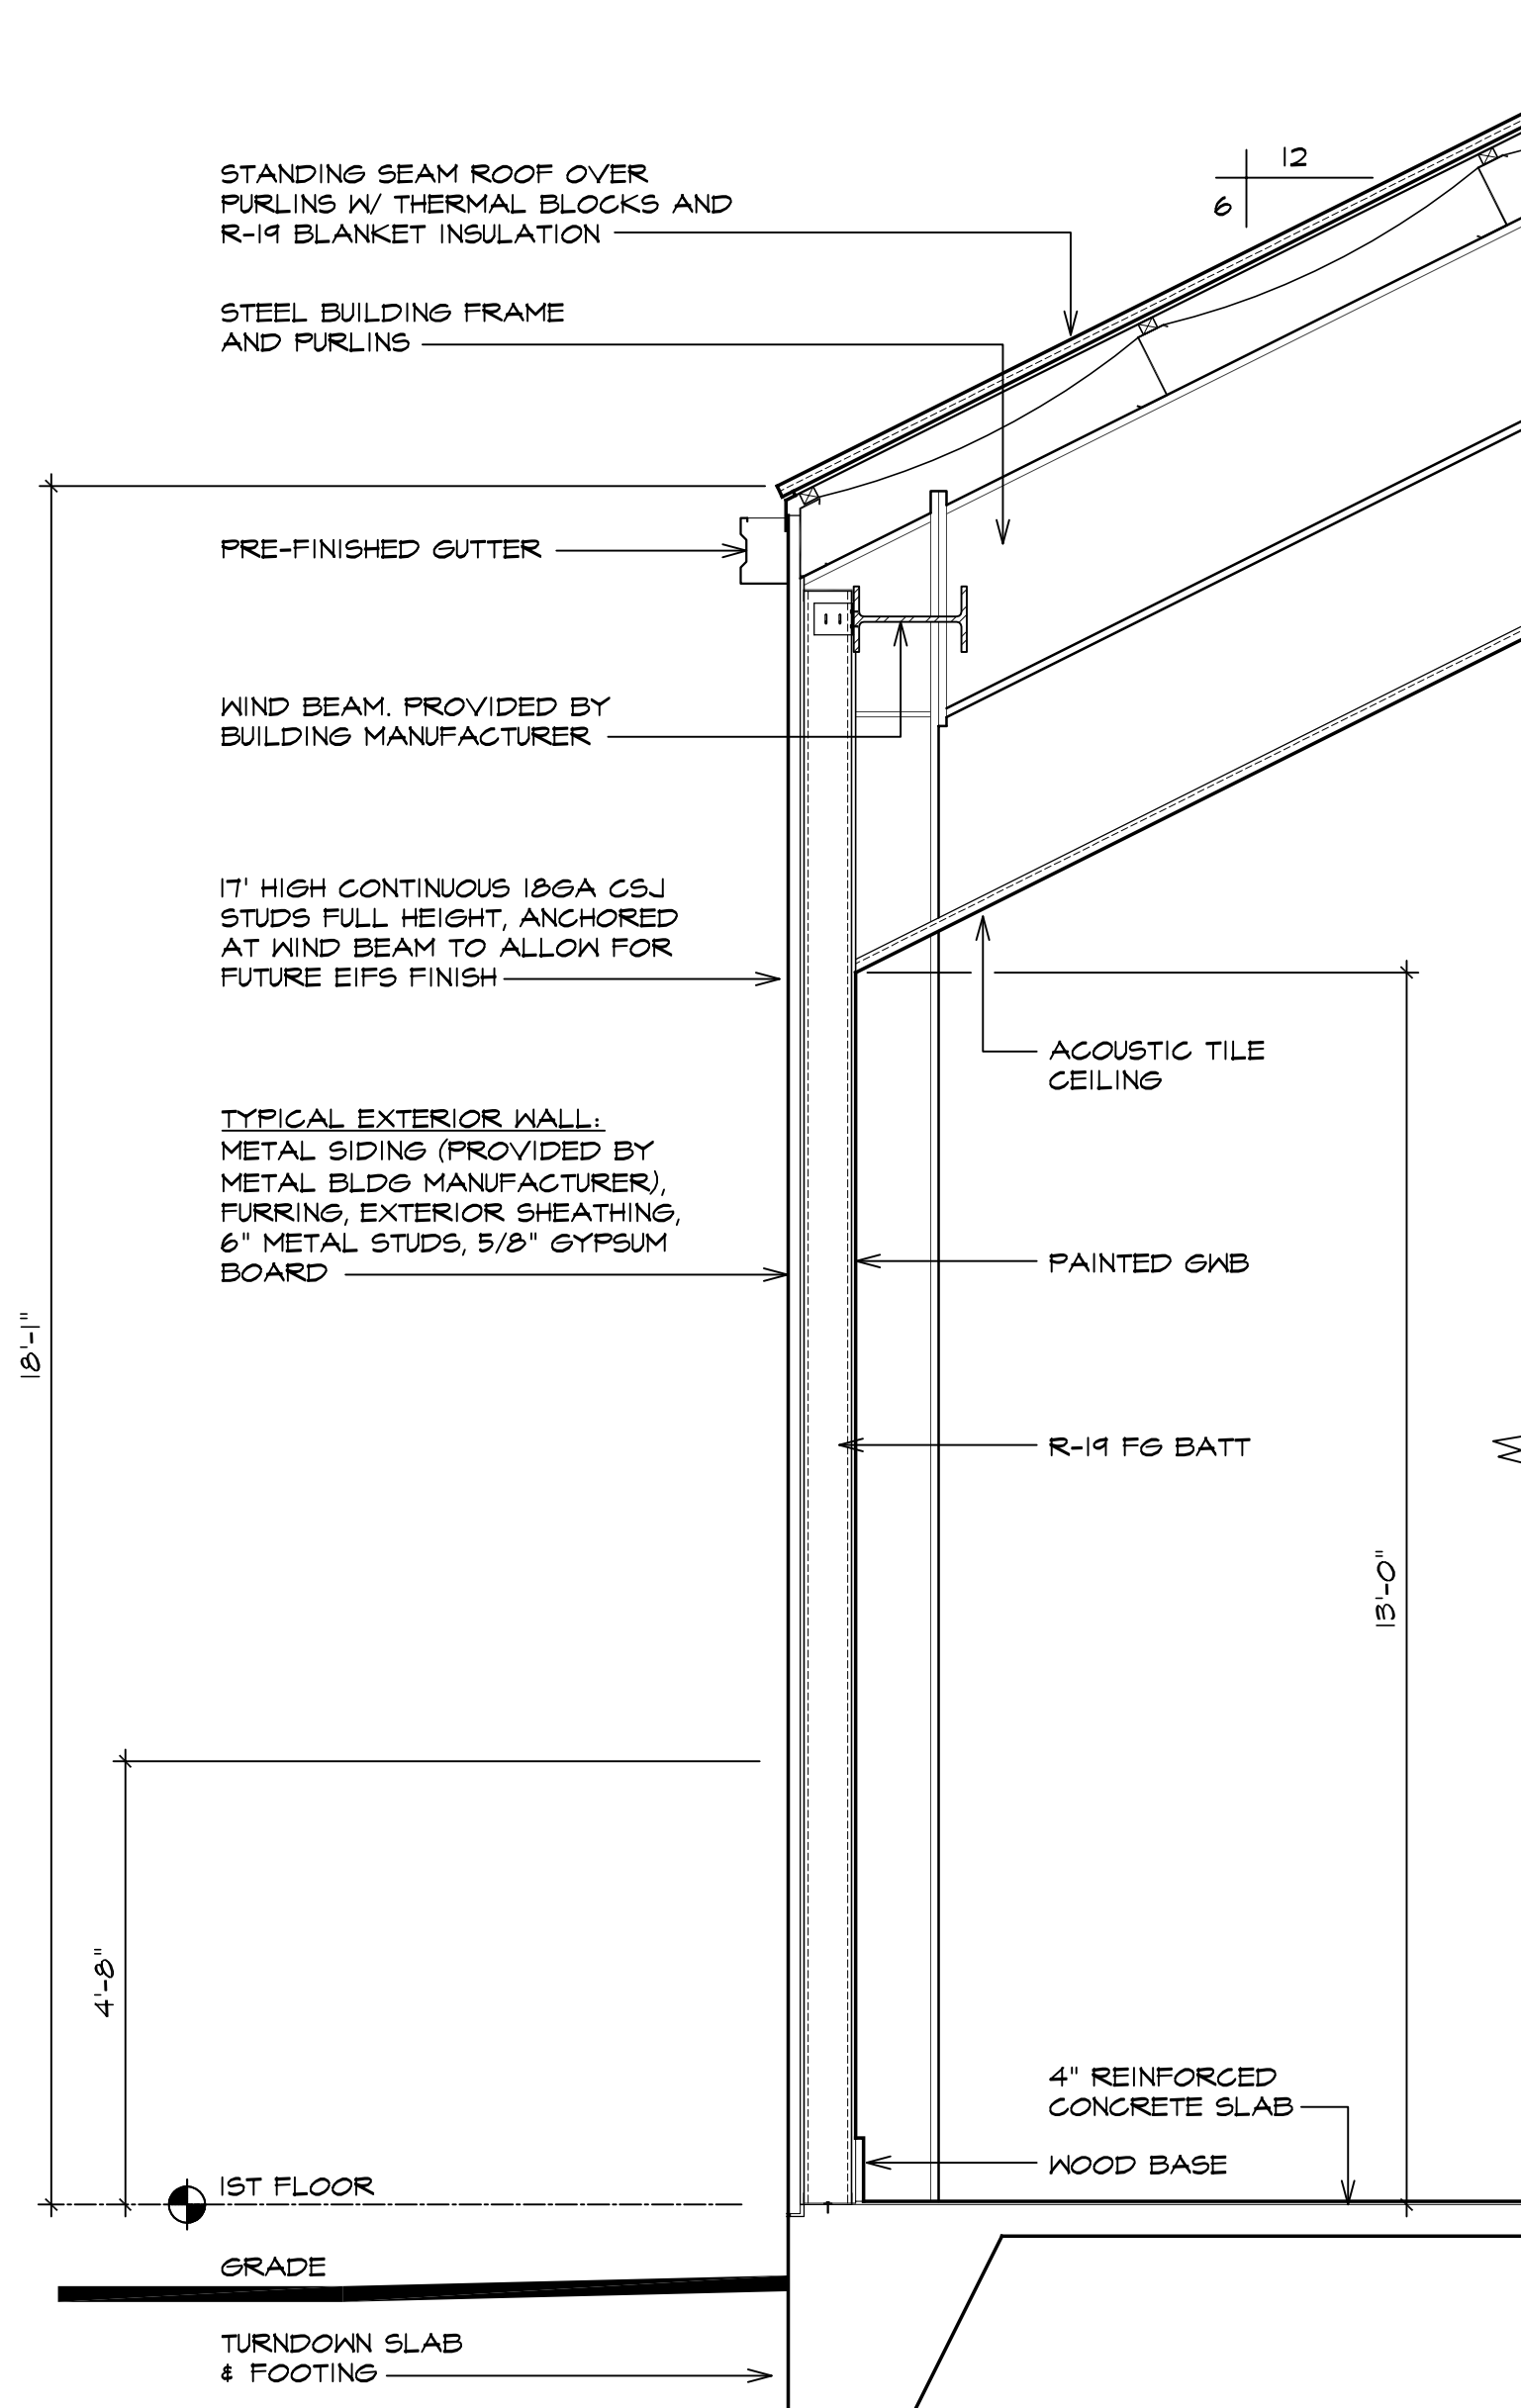 STANDING SEAM ROOF OVER
PURLINS W/ THERMAL BLOCKS AND
R-19 BLANKET INSULATION
12
6
STEEL BUILDING FRAME
AND PURLINS
PRE-FINISHED GUTTER
WIND BEAM. PROVIDED BY
BUILDING MANUFACTURER
17' HIGH CONTINUOUS 18GA CSJ
STUDS FULL HEIGHT, ANCHORED
AT WIND BEAM TO ALLOW FOR
FUTURE EIFS FINISH
ACOUSTIC TILE
CEILING
TYPICAL EXTERIOR WALL:
METAL SIDING (PROVIDED BY
METAL BLDG MANUFACTURER),
FURRING, EXTERIOR SHEATHING,
6" METAL STUDS, 5/8" GYPSUM
BOARD
PAINTED GWB
18'-1"
R-19 FG BATT
13'-0"
4'-8"
4" REINFORCED
CONCRETE SLAB
WOOD BASE
1ST FLOOR
GRADE
TURNDOWN SLAB
& FOOTING